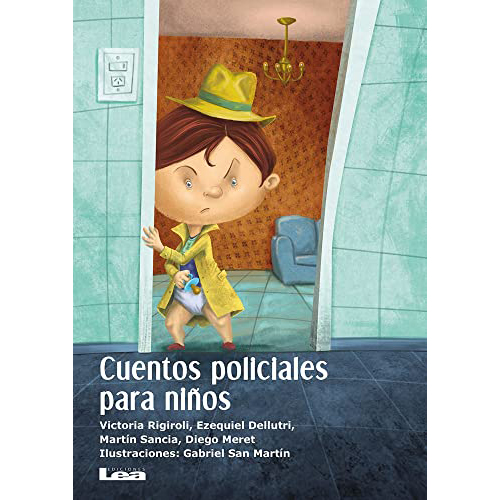 Cuentos policiales
para niños
Victoria Rigiroli, Ezequiel Dellutri,
Martín Sancia, Diego Meret
Ilustraciones: Gabriel San Martín
EDICIONES
Lea